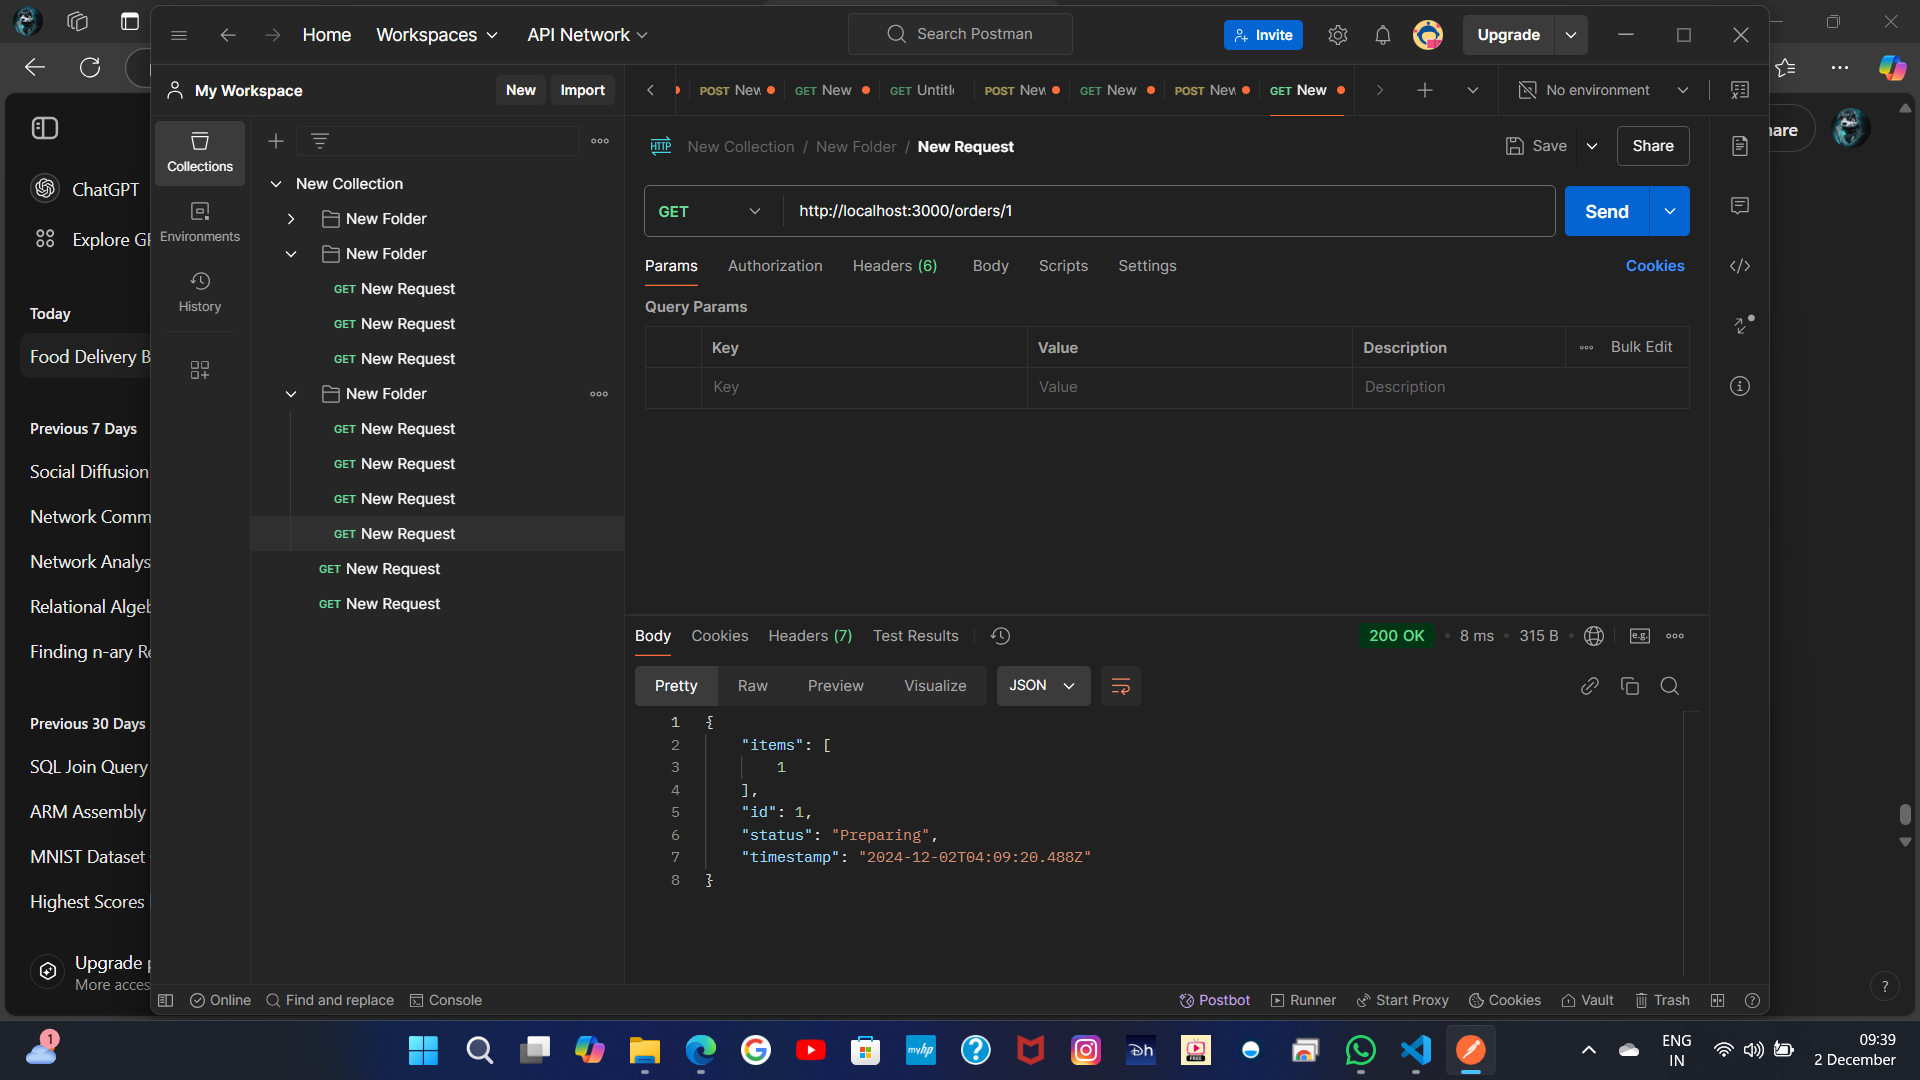 Home
Workspaces
API Network
Search Postman
Invite
Upgrade
My Workspace
New
Import
POST New
GET New
GET Untitl
POST New
GET New
POST New
GET New
No environment
Collections
Environments
History
New Collection
New Folder
New Folder
GET New Request
GET New Request
GET New Request
New Folder
GET New Request
GET New Request
GET New Request
GET New Request
GET New Request
GET New Request
HTTP New Collection / New Folder / New Request
Save
Share
GET
http://localhost:3000/orders/1
Send
Params
Authorization
Headers (6)
Body
Scripts
Settings
Cookies
Query Params
Key
Value
Description
Bulk Edit
Key
Value
Description
Body
Cookies
Headers (7)
Test Results
200 OK
8 ms
315 B
e.g.
Pretty
Raw
Preview
Visualize
JSON
1 {
2 "items": [
3 1
4 ],
5 "id": 1,
6 "status": "Preparing",
7 "timestamp": "2024-12-02T04:09:20.488Z"
8 }
Online
Find and replace
Console
Postbot
Runner
Start Proxy
Cookies
Vault
Trash
ChatGPT
Explore GP
Today
Food Delivery B
Previous 7 Days
Social Diffusion
Network Comm
Network Analys
Relational Algeb
Finding n-ary Re
Previous 30 Days
SQL Join Query
ARM Assembly
MNIST Dataset
Highest Scores
Upgrade p
More acces
hare
?
1
myhp
?
Dh
FREE
ENG
IN
09:39
2 December